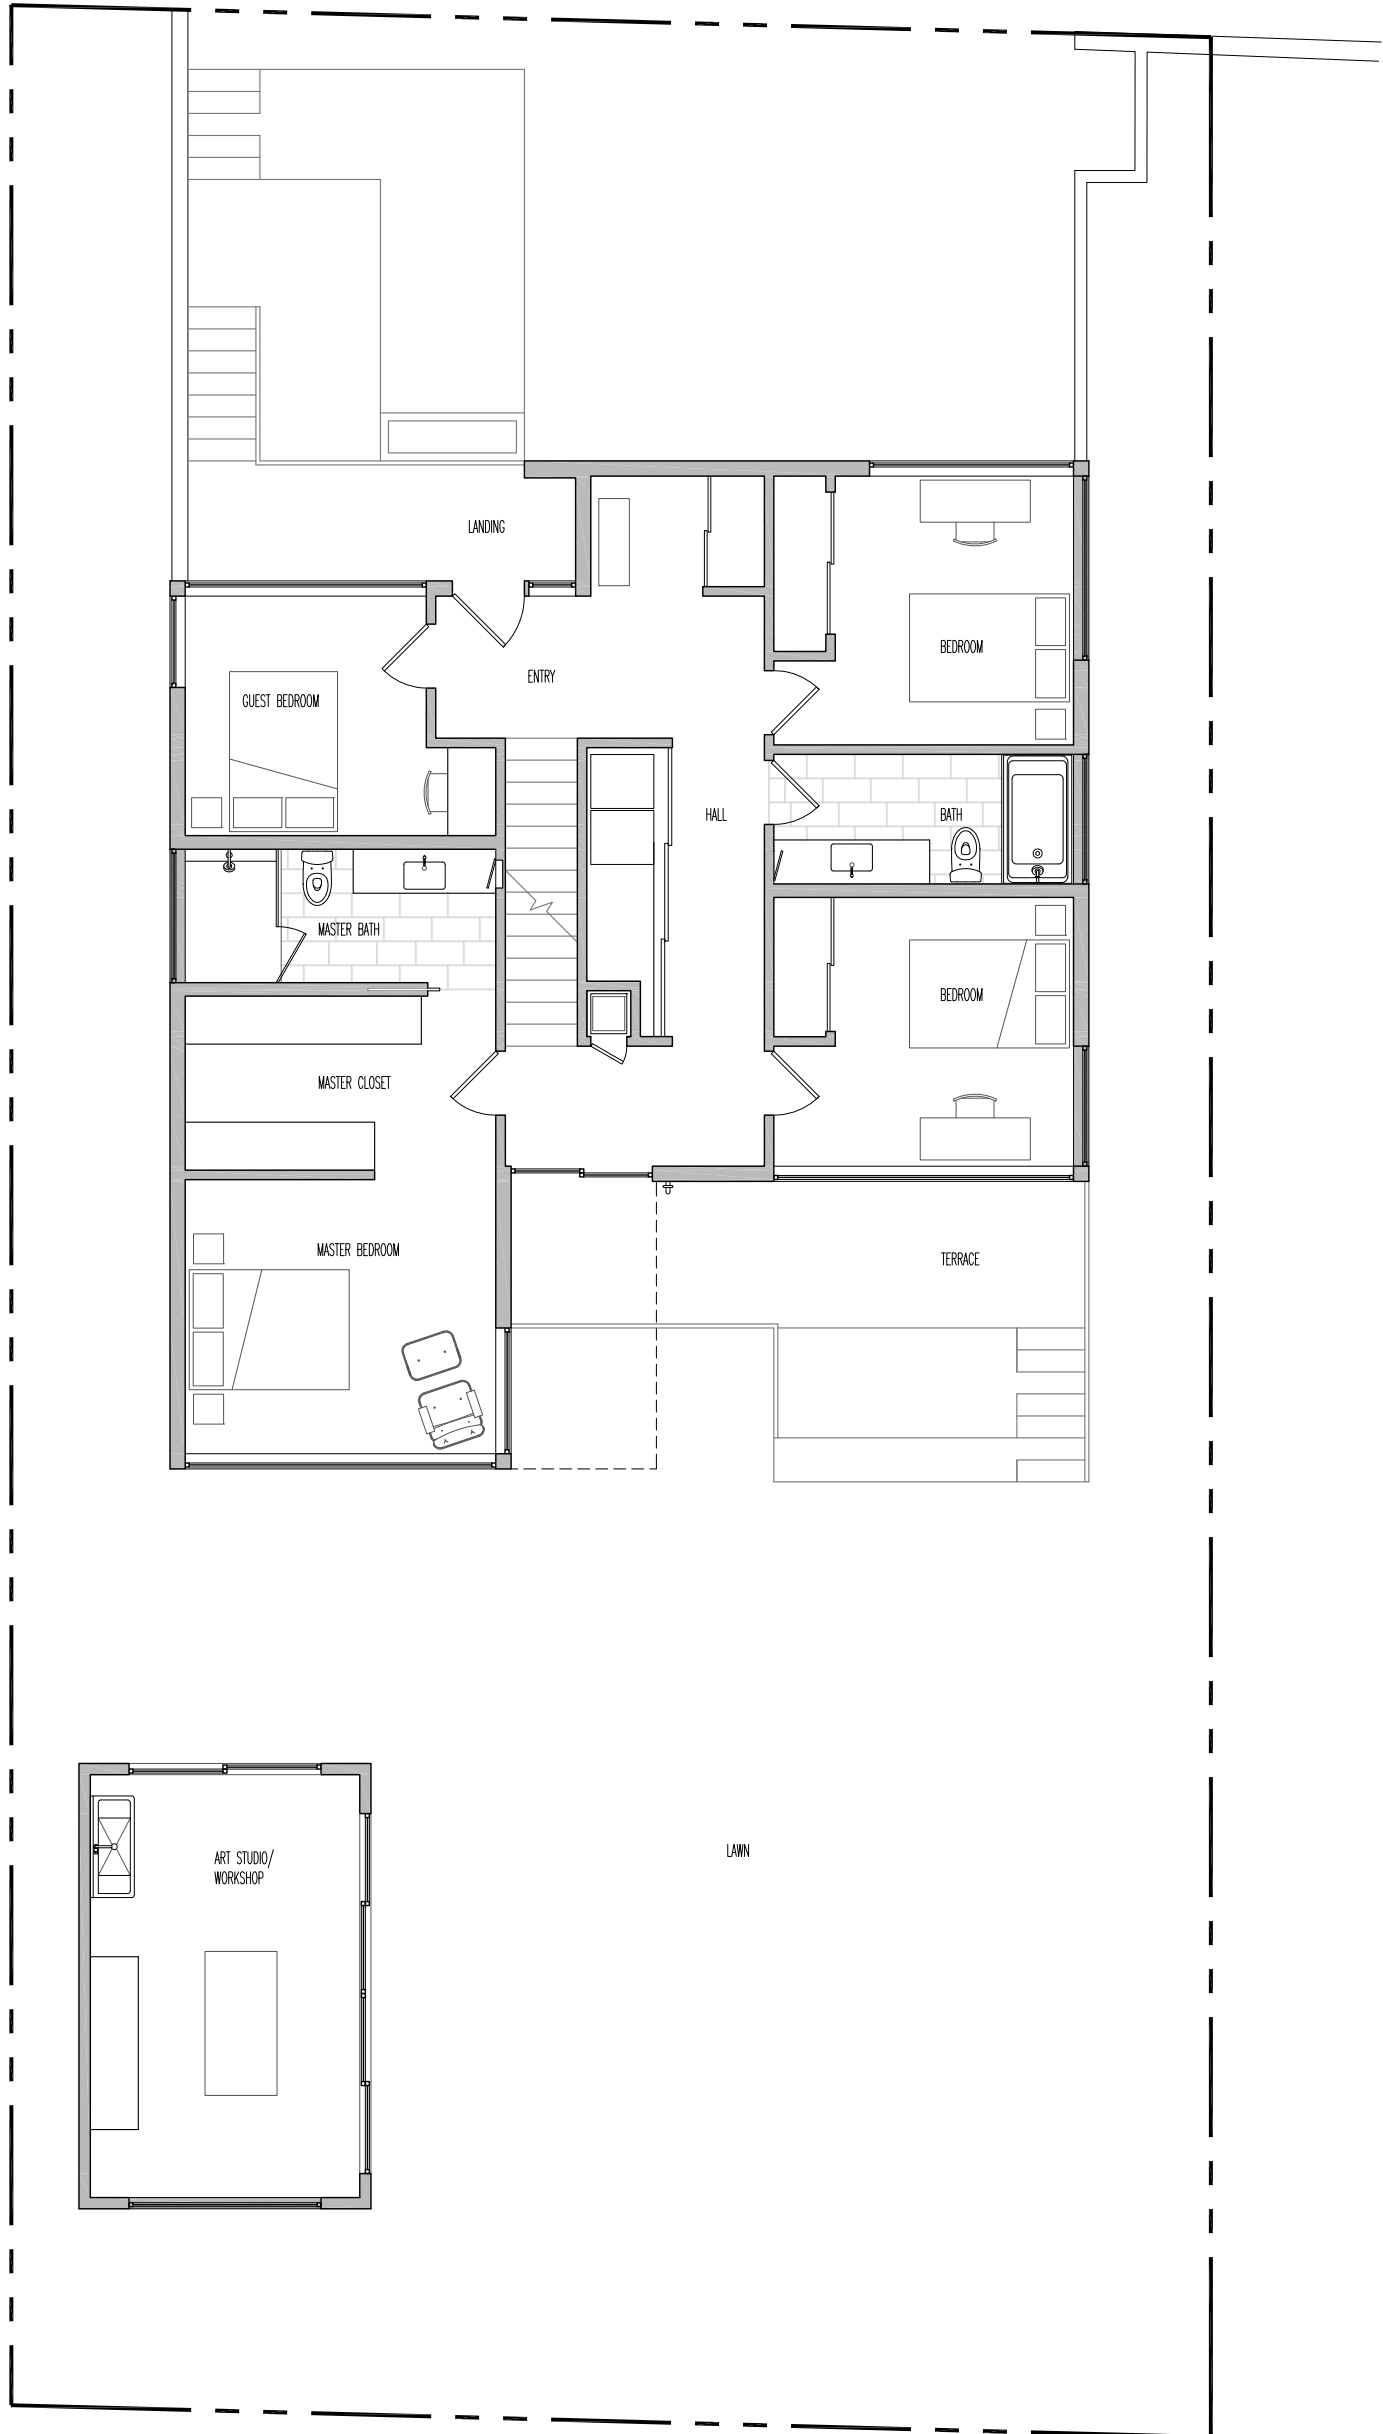 LANDING
BEDROOM
ENTRY
GUEST BEDROOM
HALL
BATH
MASTER BATH
BEDROOM
MASTER CLOSET
MASTER BEDROOM
TERRACE
LAWN
ART STUDIO/
WORKSHOP